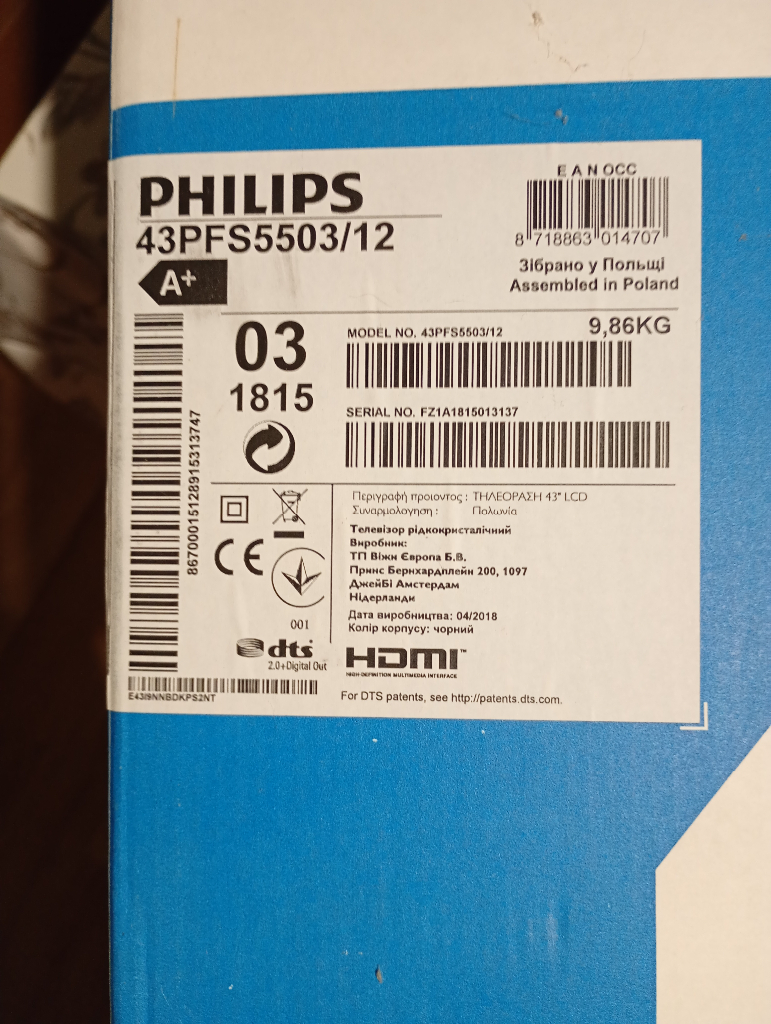 PHILIPS
43PFS5503/12
A+
EAN OCC
8 718863 014707
Зібрано у Польщі
Assembled in Poland
03
1815
MODEL NO. 43PFS5503/12
9,86KG
SERIAL NO. FZ1A1815013137
8670001512891531374​7
Περιγραφή προιοντος : ΤΗΛΕΟΡΑΣΗ 43" LCD
Συναρμολογηση : Πολωνία
Телевізор рідкокристалічний
Виробник:
ТП Віжн Європа Б.В.
Принс Бернхардплейн 200, 1097
ДжейБі Амстердам
Нідерланди
Дата виробництва: 04/2018
Колір корпусу: чорний
CE
001
dts
2.0+Digital Out
HDMI™
HIGH-DEFINITION MULTIMEDIA INTERFACE
E43I9NNBDKPS2NT
For DTS patents, see http://patents.dts.com.